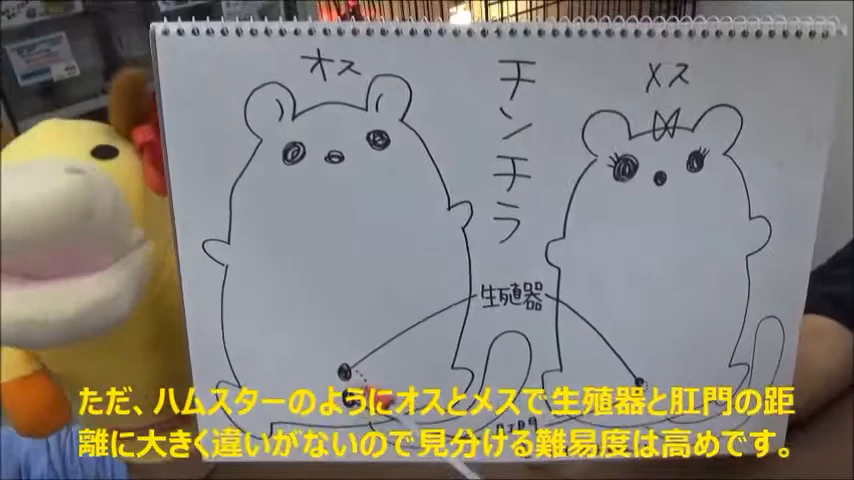 オス
チンチラ
メス
生殖器
ただ、ハムスターのようにオスとメスで生殖器と肛門の距
離に大きく違いがないので見分ける難易度は高めです。